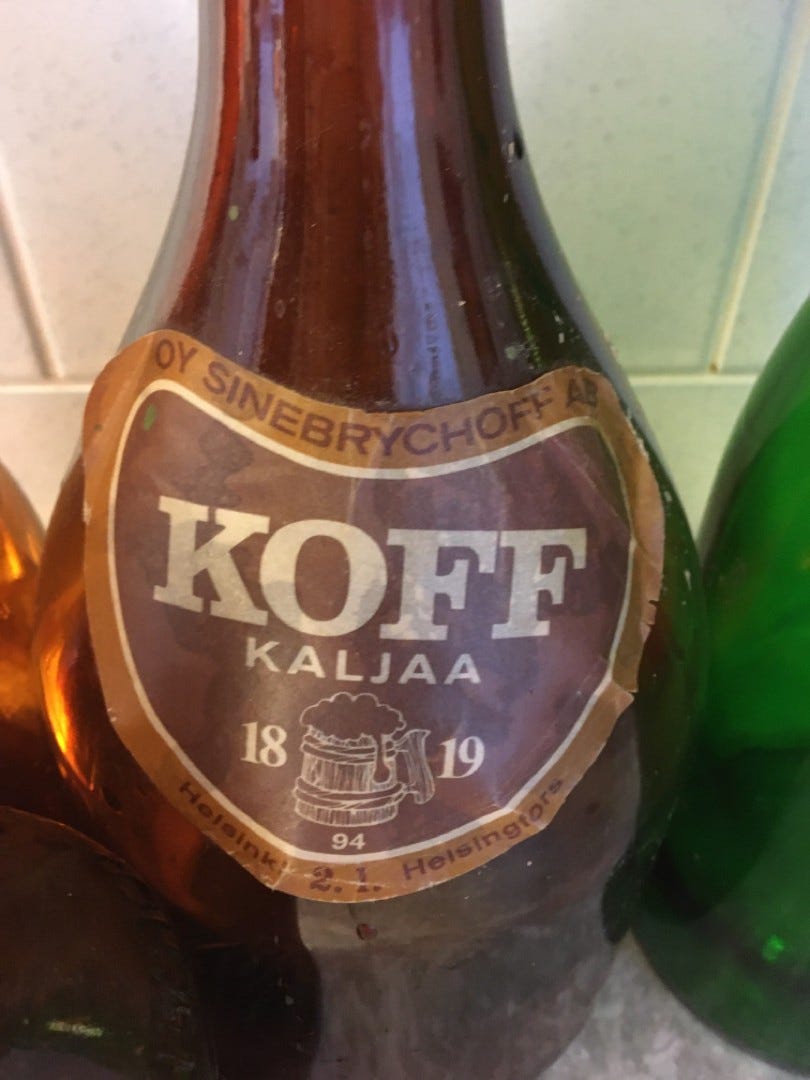 OY SINEBRYCHOFF AB
KOFF
KALJAA
18 19
94
Helsinki 2. I. Helsingfors